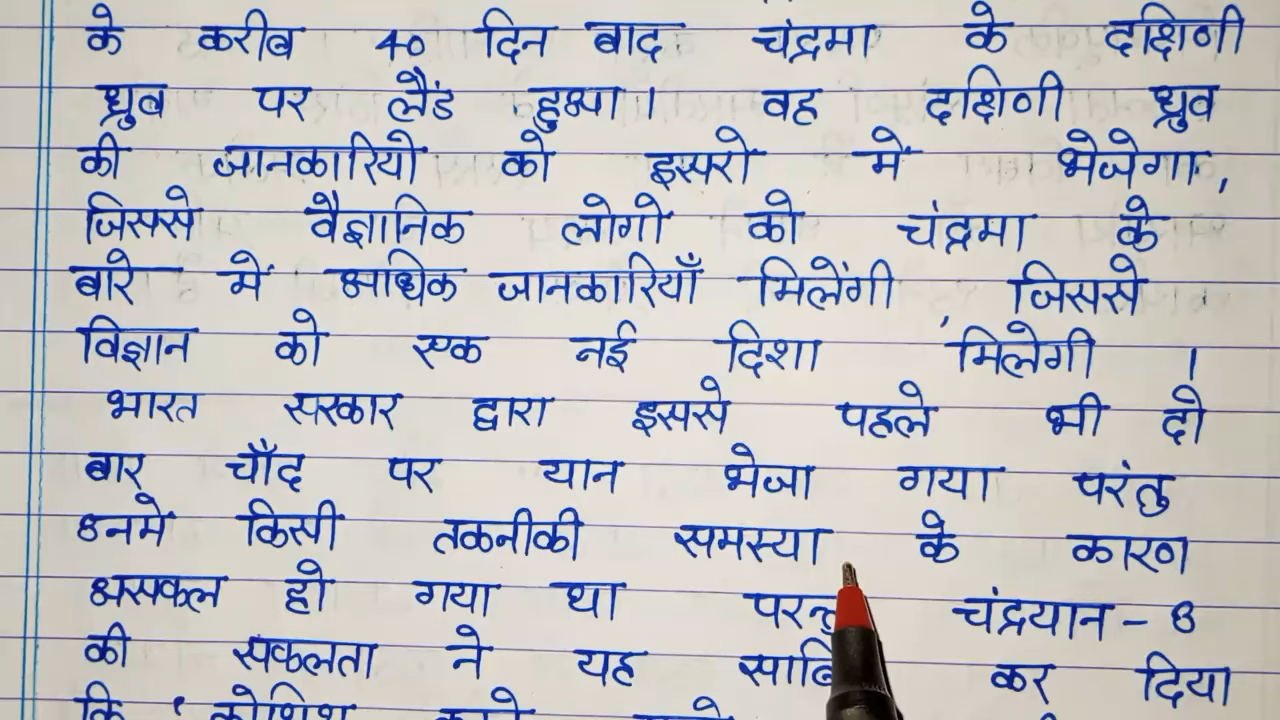 के करीब 40 दिन बाद चंद्रमा के दक्षिणी
ध्रुव पर लैंड हुआ। वह दक्षिणी ध्रुव
की जानकारियो को इसरो में भेजेगा,
जिससे वैज्ञानिक लोगो को चंद्रमा के
बारे में अधिक जानकारियाँ मिलेंगी, जिससे
विज्ञान को एक नई दिशा मिलेगी ।
भारत सरकार द्वारा इससे पहले भी दो
बार चाँद पर यान भेजा गया परंतु
उनमे किसी तकनीकी समस्या के कारण
असफल हो गया था परन्तु चंद्रयान - 3
की सफलता ने यह कर दिया
कि ' कोशिश करने